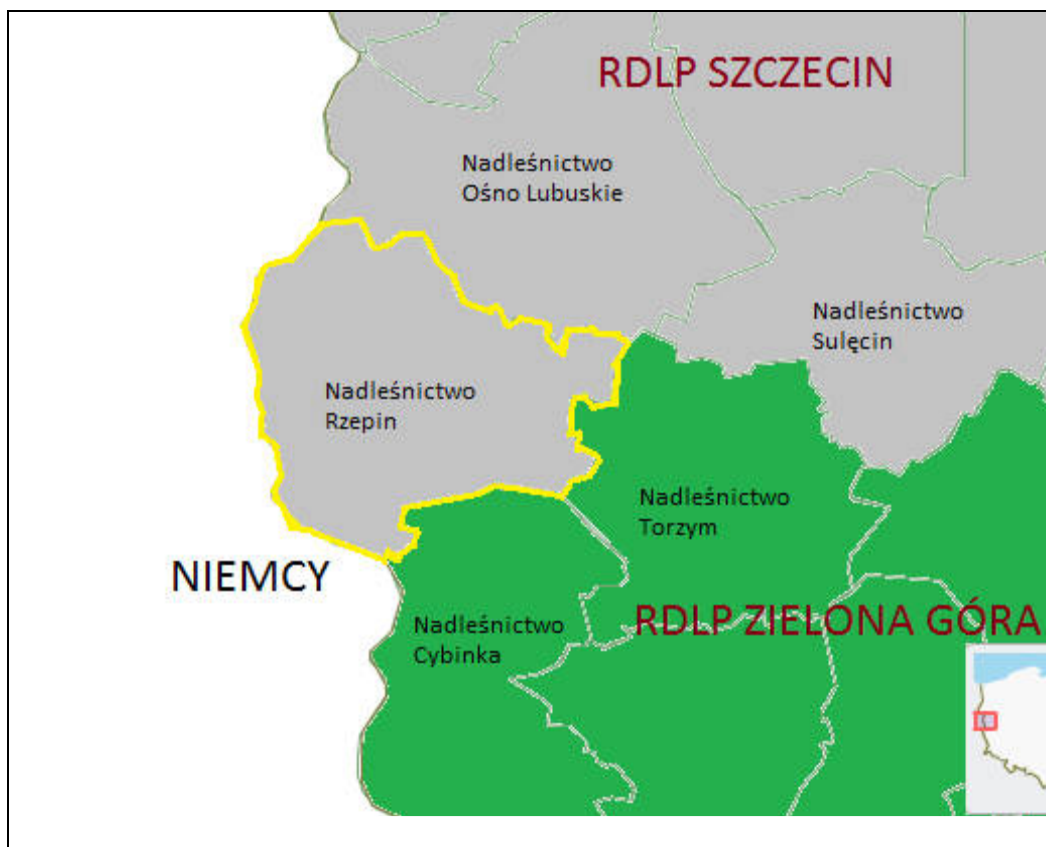 RDLP SZCZECIN
Nadleśnictwo
Ośno Lubuskie
Nadleśnictwo
Sulęcin
Nadleśnictwo
Rzepin
Nadleśnictwo
Torzym
NIEMCY
Nadleśnictwo
Cybinka
RDLP ZIELONA GÓRA